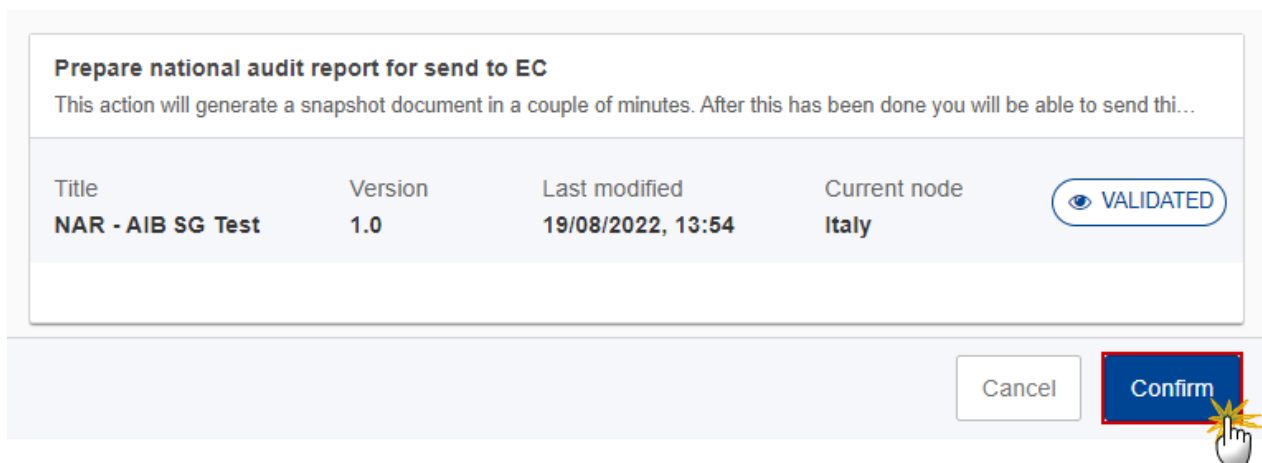 Prepare national audit report for send to EC
This action will generate a snapshot document in a couple of minutes. After this has been done you will be able to send thi...
Title Version Last modified Current node
VALIDATED
NAR - AIB SG Test 1.0 19/08/2022, 13:54 Italy
Cancel Confirm